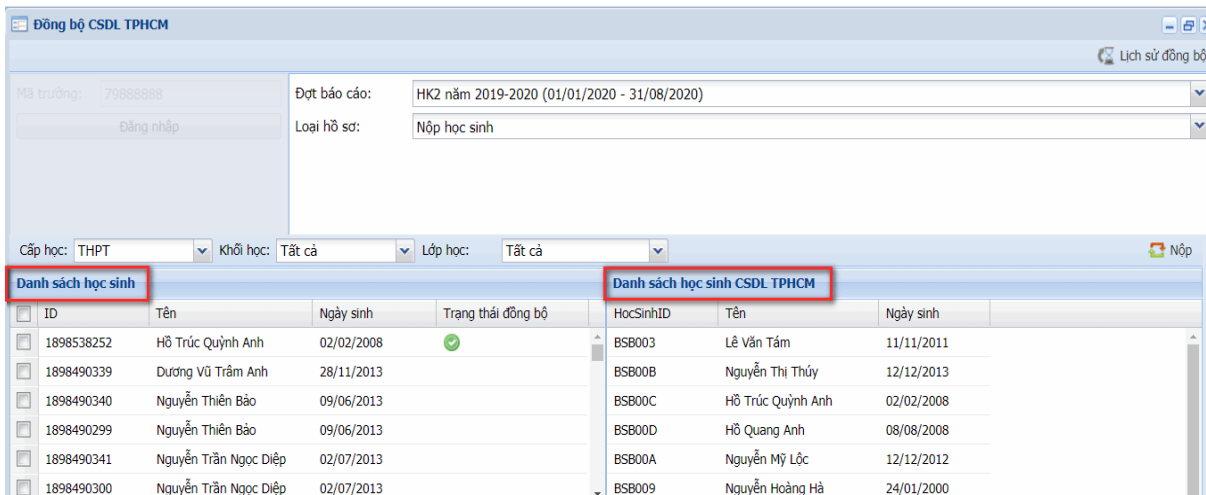 Đồng bộ CSDL TPHCM
Lịch sử đồng bộ
Mã trường: 79888888 Đợt báo cáo: HK2 năm 2019-2020 (01/01/2020 - 31/08/2020)
Đăng nhập Loại hồ sơ: Nộp học sinh
Cấp học: THPT Khối học: Tất cả Lớp học: Tất cả Nộp
Danh sách học sinh Danh sách học sinh CSDL TPHCM
ID Tên Ngày sinh Trạng thái đồng bộ HocSinhID Tên Ngày sinh
1898538252 Hồ Trúc Quỳnh Anh 02/02/2008 BSB003 Lê Văn Tám 11/11/2011
1898490339 Dương Vũ Trâm Anh 28/11/2013 BSB00B Nguyễn Thị Thúy 12/12/2013
1898490340 Nguyễn Thiên Bảo 09/06/2013 BSB00C Hồ Trúc Quỳnh Anh 02/02/2008
1898490299 Nguyễn Thiên Bảo 09/06/2013 BSB00D Hồ Quang Anh 08/08/2008
1898490341 Nguyễn Trần Ngọc Diệp 02/07/2013 BSB00A Nguyễn Mỹ Lộc 12/12/2012
1898490300 Nguyễn Trần Ngọc Diệp 02/07/2013 BSB009 Nguyễn Hoàng Hà 24/01/2000